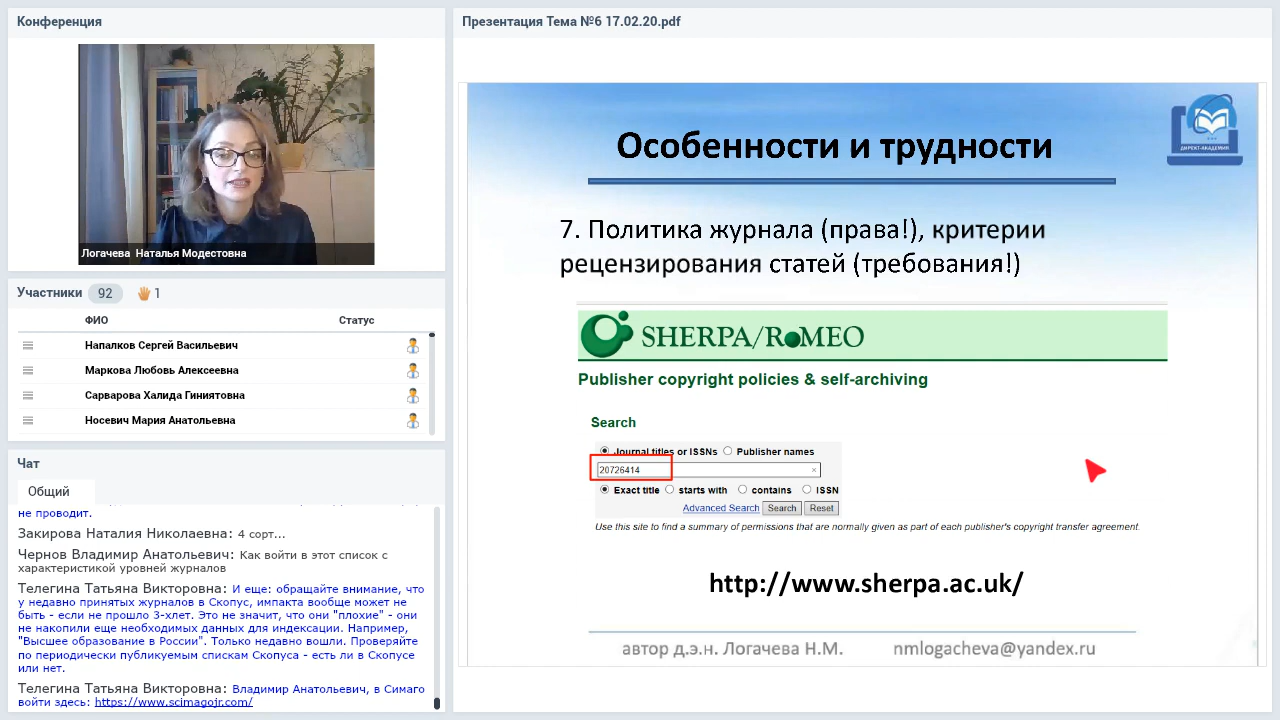 Конференция
Логачева Наталья Модестовна
Участники 92 1
ФИО Статус
Напалков Сергей Васильевич
Маркова Любовь Алексеевна
Сарварова Халида Гиниятовна
Носевич Мария Анатольевна
Чат
Общий
не проводит.
Закирова Наталия Николаевна: 4 сорт...
Чернов Владимир Анатольевич: Как войти в этот список с
характеристикой уровней журналов
Телегина Татьяна Викторовна: И еще: обращайте внимание, что
у недавно принятых журналов в Скопус, импакта вообще может не
быть - если не прошло 3-хлет. Это не значит, что они "плохие" - они
не накопили еще необходимых данных для индексации. Например,
"Высшее образование в России". Только недавно вошли. Проверяйте
по периодически публикуемым спискам Скопуса - есть ли в Скопусе
или нет.
Телегина Татьяна Викторовна: Владимир Анатольевич, в Симаго
войти здесь: https://www.scimagojr.com/
Презентация Тема №6 17.02.20.pdf
ДИРЕКТ-АКАДЕМИЯ
Особенности и трудности
7. Политика журнала (права!), критерии
рецензирования статей (требования!)
SHERPA/RoMEO
Publisher copyright policies & self-archiving
Search
Journal titles or ISSNs Publisher names
20726414 ×
Exact title starts with contains ISSN
Advanced Search Search Reset
Use this site to find a summary of permissions that are normally given as part of each publisher's copyright transfer agreement.
http://www.sherpa.ac.uk/
автор д.э.н. Логачева Н.М. nmlogacheva@yandex.ru